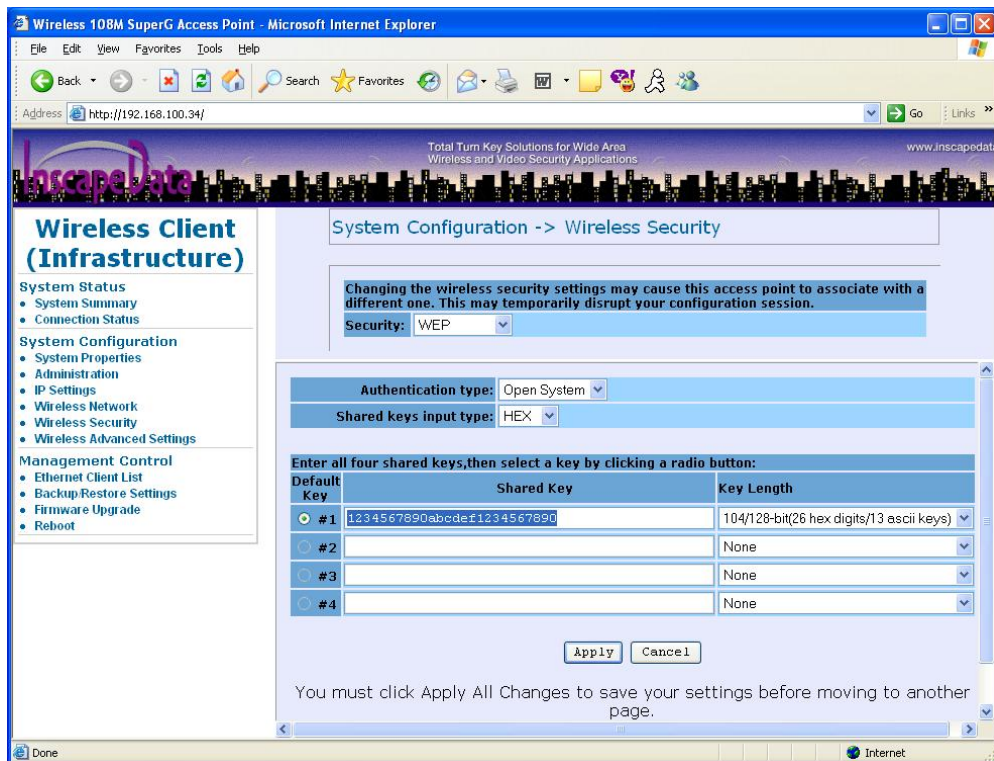 Wireless 108M SuperG Access Point - Microsoft Internet Explorer
File Edit View Favorites Tools Help
Back Search Favorites
Address http://192.168.100.34/ Go Links »
InscapeData
Total Turn Key Solutions for Wide Area
Wireless and Video Security Applications
www.inscapedata
Wireless Client
(Infrastructure)
System Status
System Summary
Connection Status
System Configuration
System Properties
Administration
IP Settings
Wireless Network
Wireless Security
Wireless Advanced Settings
Management Control
Ethernet Client List
Backup/Restore Settings
Firmware Upgrade
Reboot
System Configuration -> Wireless Security
Changing the wireless security settings may cause this access point to associate with a
different one. This may temporarily disrupt your configuration session.
Security: WEP
Authentication type: Open System
Shared keys input type: HEX
Enter all four shared keys,then select a key by clicking a radio button:
Default
Key
Shared Key
Key Length
#1 1234567890abcdef1234567890 104/128-bit(26 hex digits/13 ascii keys)
#2 None
#3 None
#4 None
Apply Cancel
You must click Apply All Changes to save your settings before moving to another
page.
Done Internet